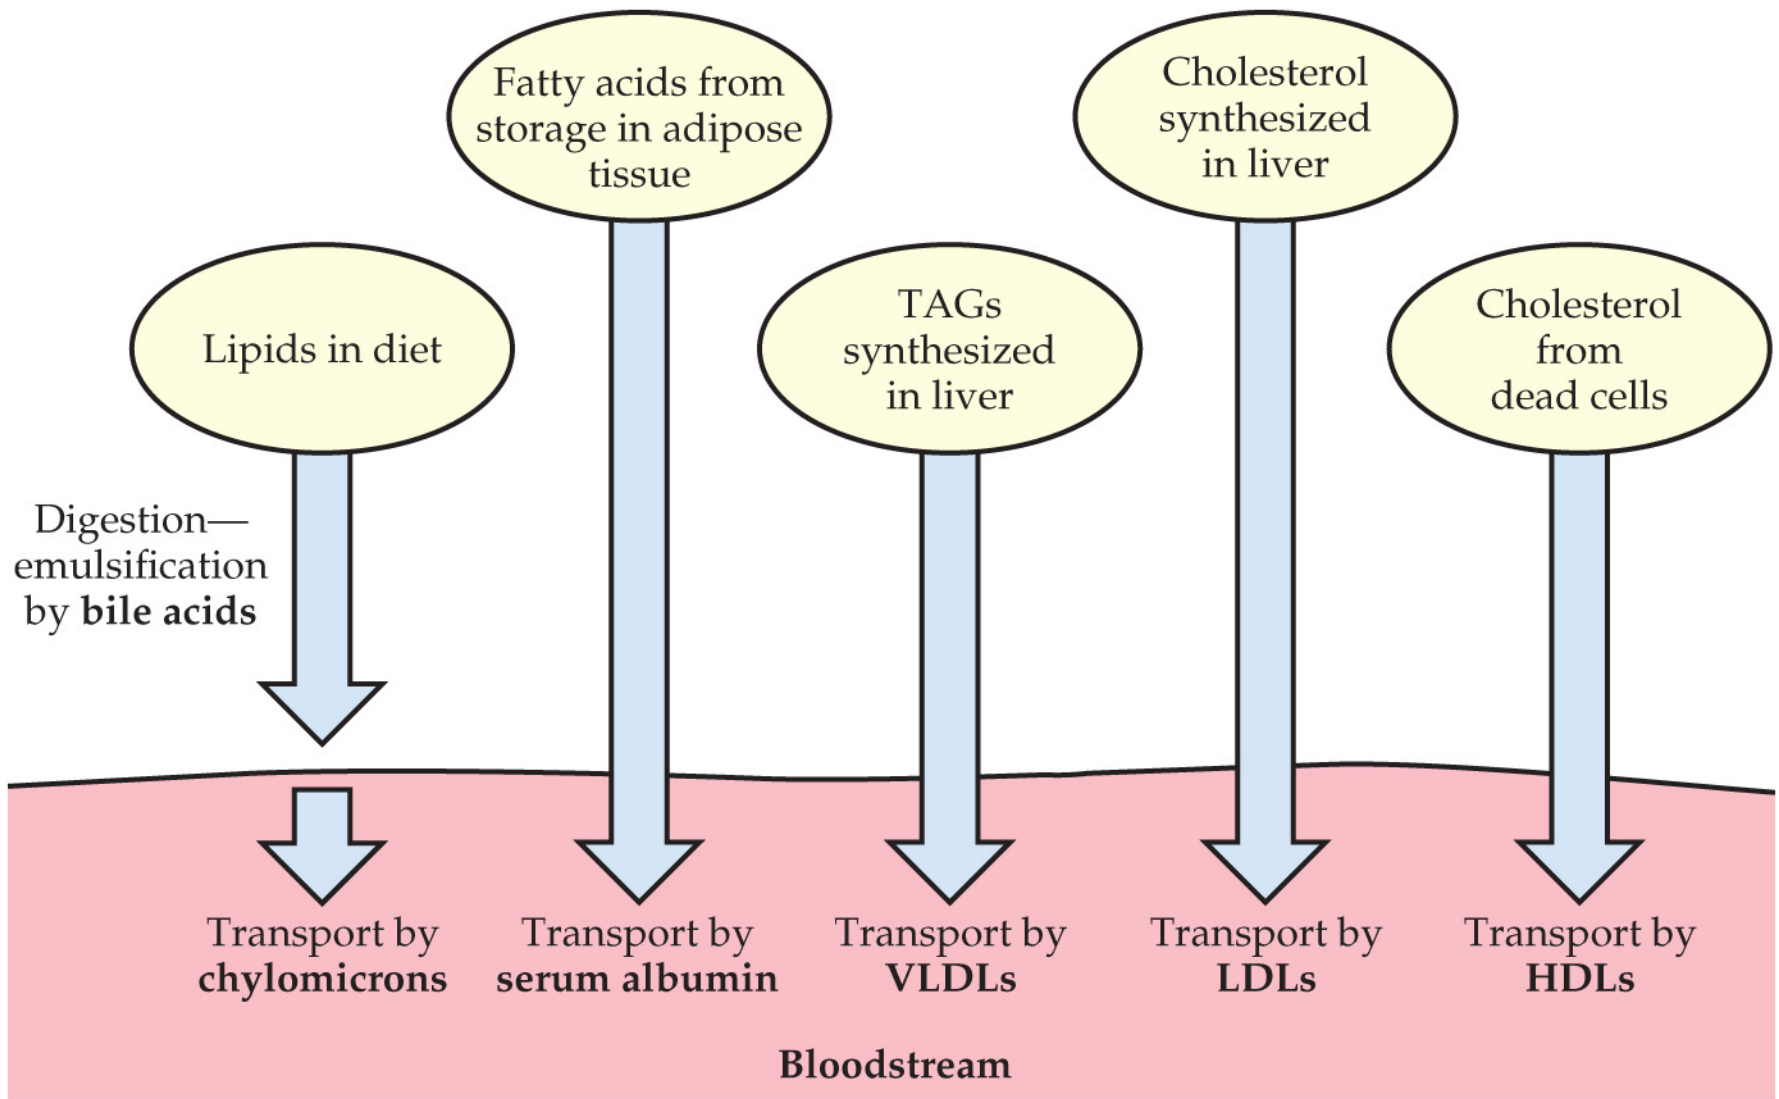 Fatty acids from
storage in adipose
tissue
Cholesterol
synthesized
in liver
Lipids in diet
TAGs
synthesized
in liver
Cholesterol
from
dead cells
Digestion—
emulsification
by bile acids
Transport by
chylomicrons
Transport by
serum albumin
Transport by
VLDLs
Transport by
LDLs
Transport by
HDLs
Bloodstream